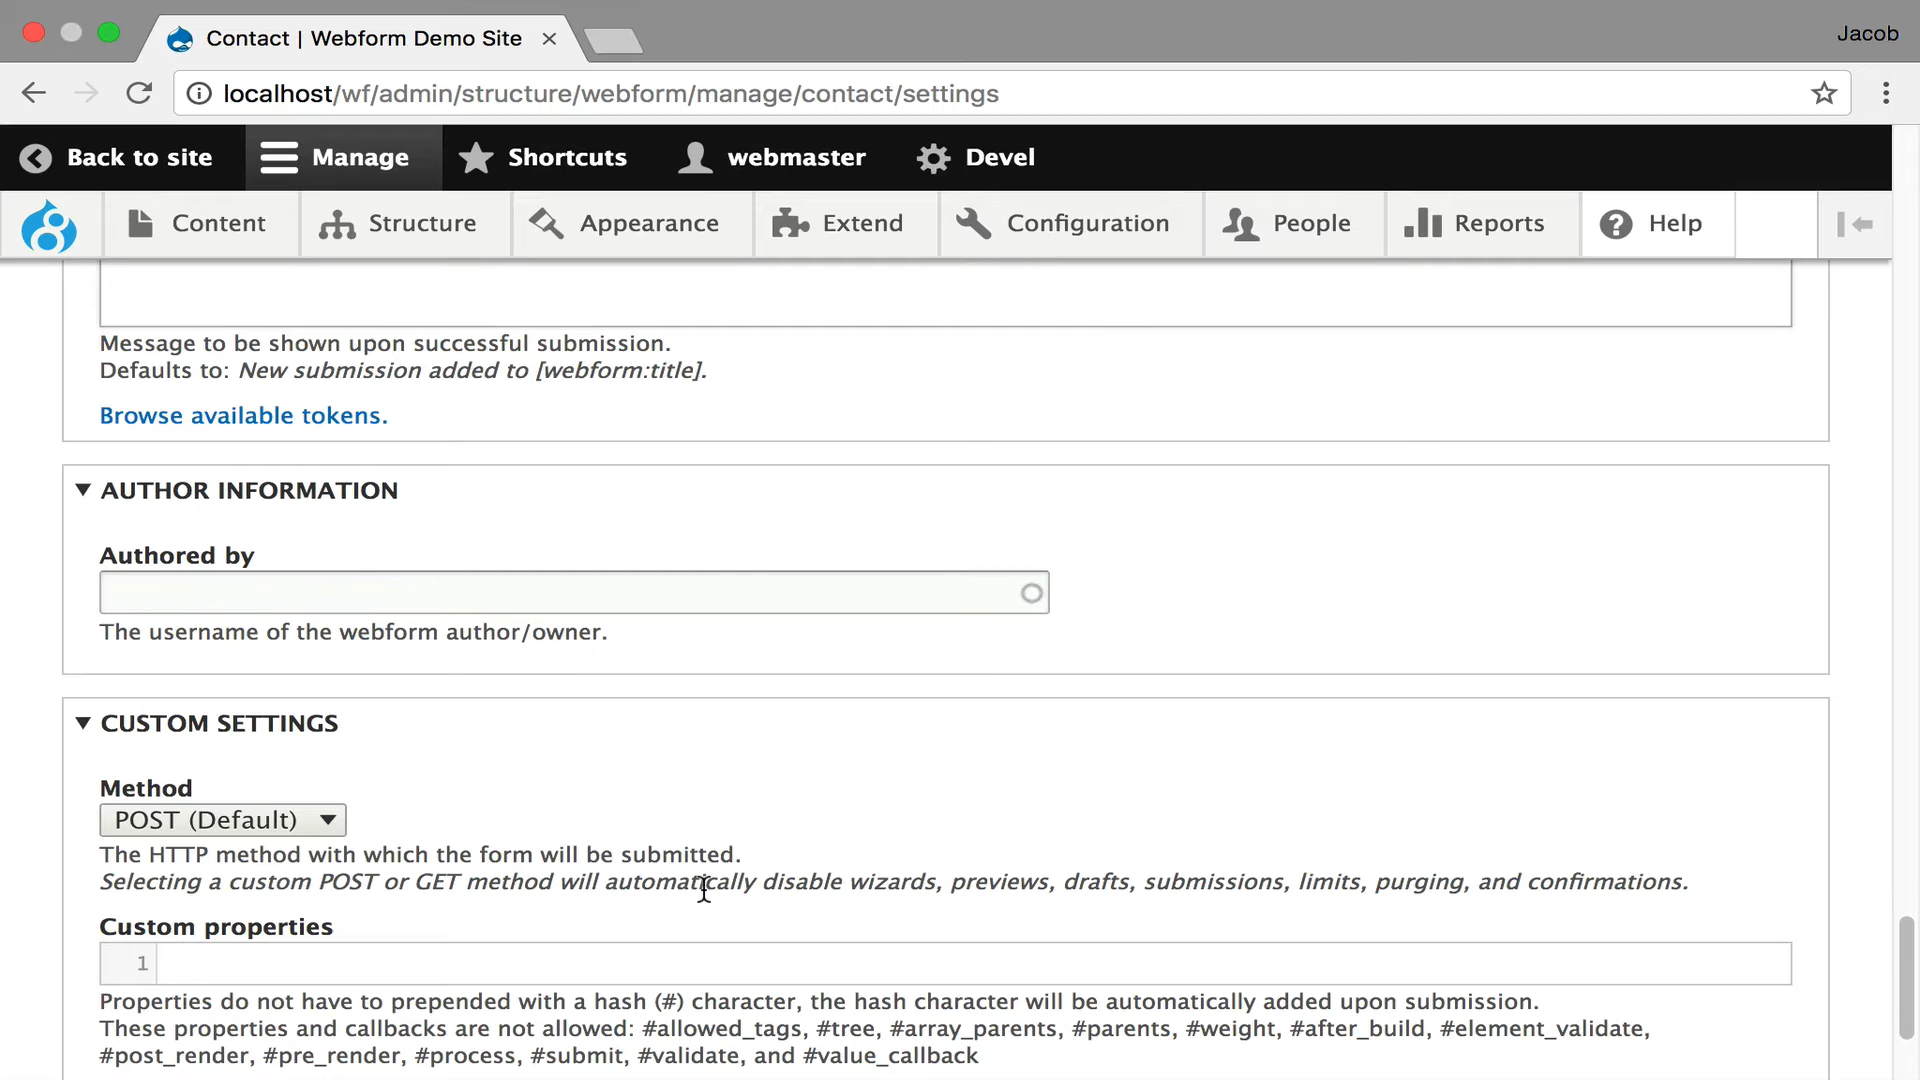 Contact | Webform Demo Site
Jacob
localhost/wf/admin/structure/webform/manage/contact/settings
Back to site Manage Shortcuts webmaster Devel
8 Content Structure Appearance Extend Configuration People Reports Help
Message to be shown upon successful submission.
Defaults to: New submission added to [webform:title].
Browse available tokens.
AUTHOR INFORMATION
Authored by
The username of the webform author/owner.
CUSTOM SETTINGS
Method
POST (Default)
The HTTP method with which the form will be submitted.
Selecting a custom POST or GET method will automatically disable wizards, previews, drafts, submissions, limits, purging, and confirmations.
Custom properties
1
Properties do not have to prepended with a hash (#) character, the hash character will be automatically added upon submission.
These properties and callbacks are not allowed: #allowed_tags, #tree, #array_parents, #parents, #weight, #after_build, #element_validate,
#post_render, #pre_render, #process, #submit, #validate, and #value_callback